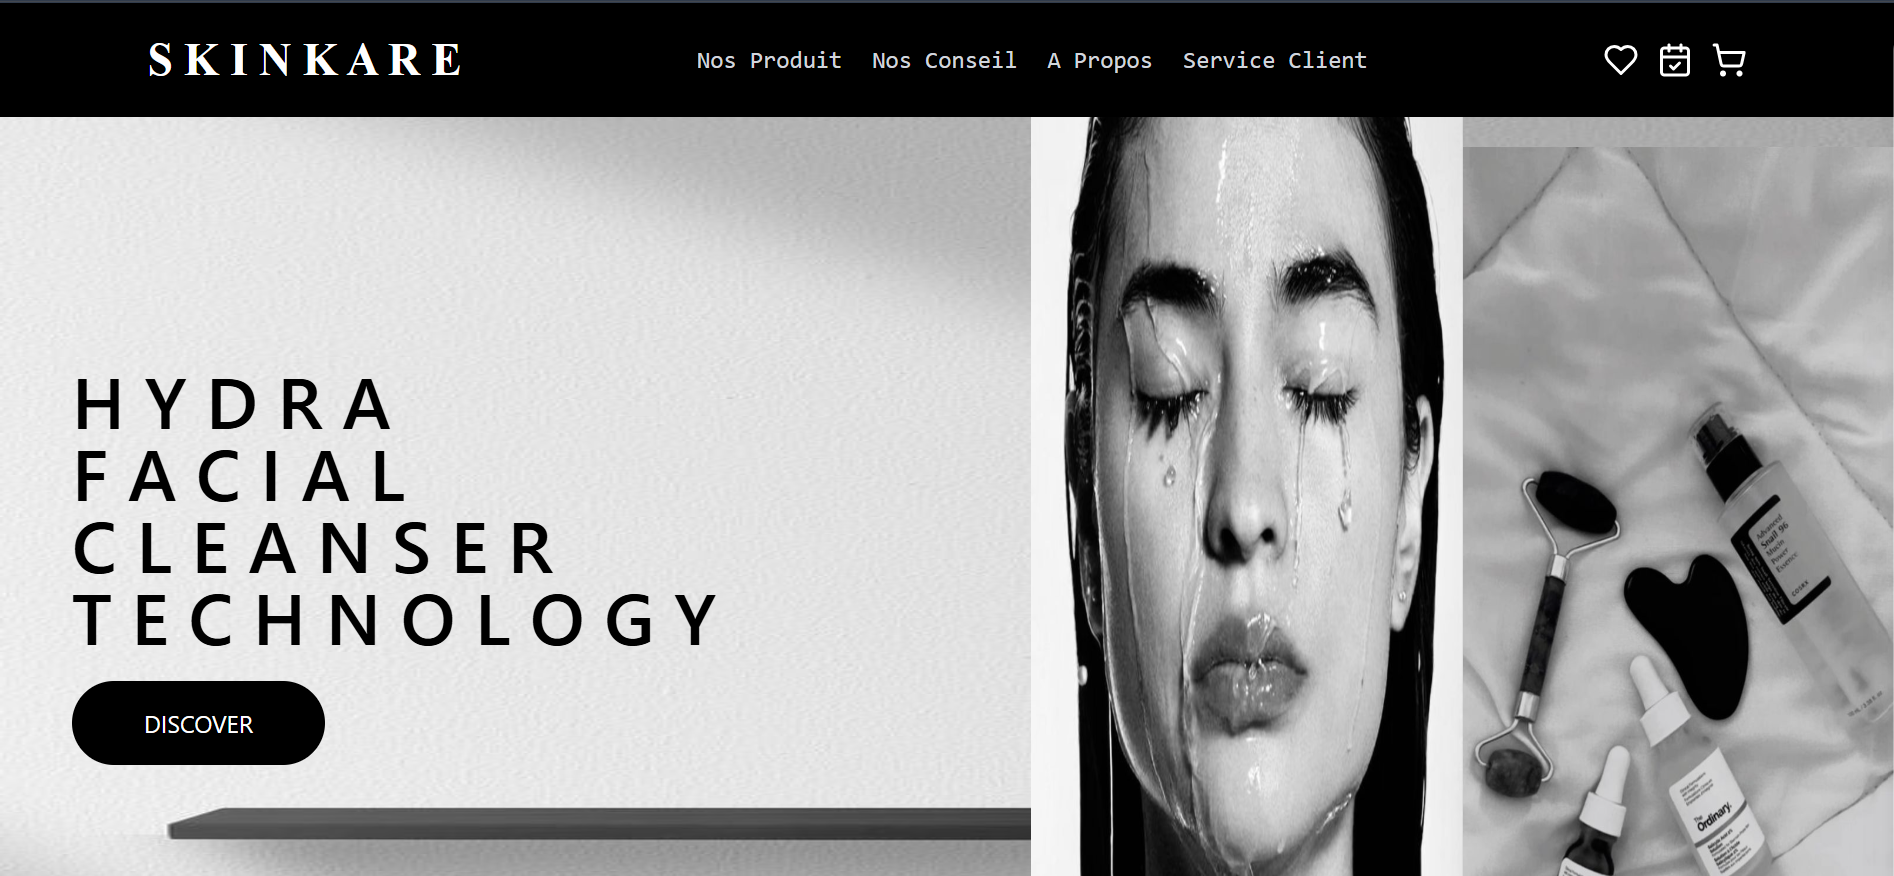 SKINKARE
Nos Produit
Nos Conseil
A Propos
Service Client
HYDRA
FACIAL
CLEANSER
TECHNOLOGY
DISCOVER
Advanced
Snail 96
Mucin
Power
Essence
COSRX
The
Ordinary.